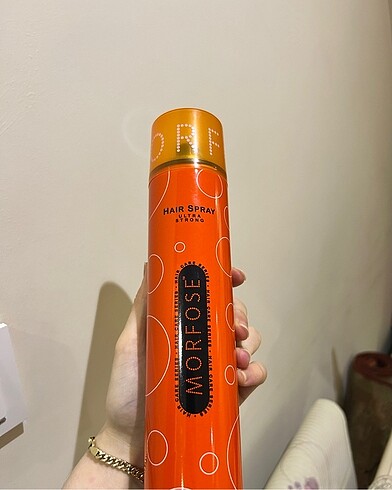 ORF
HAIR SPRAY
ULTRA
STRONG
MORFOSE